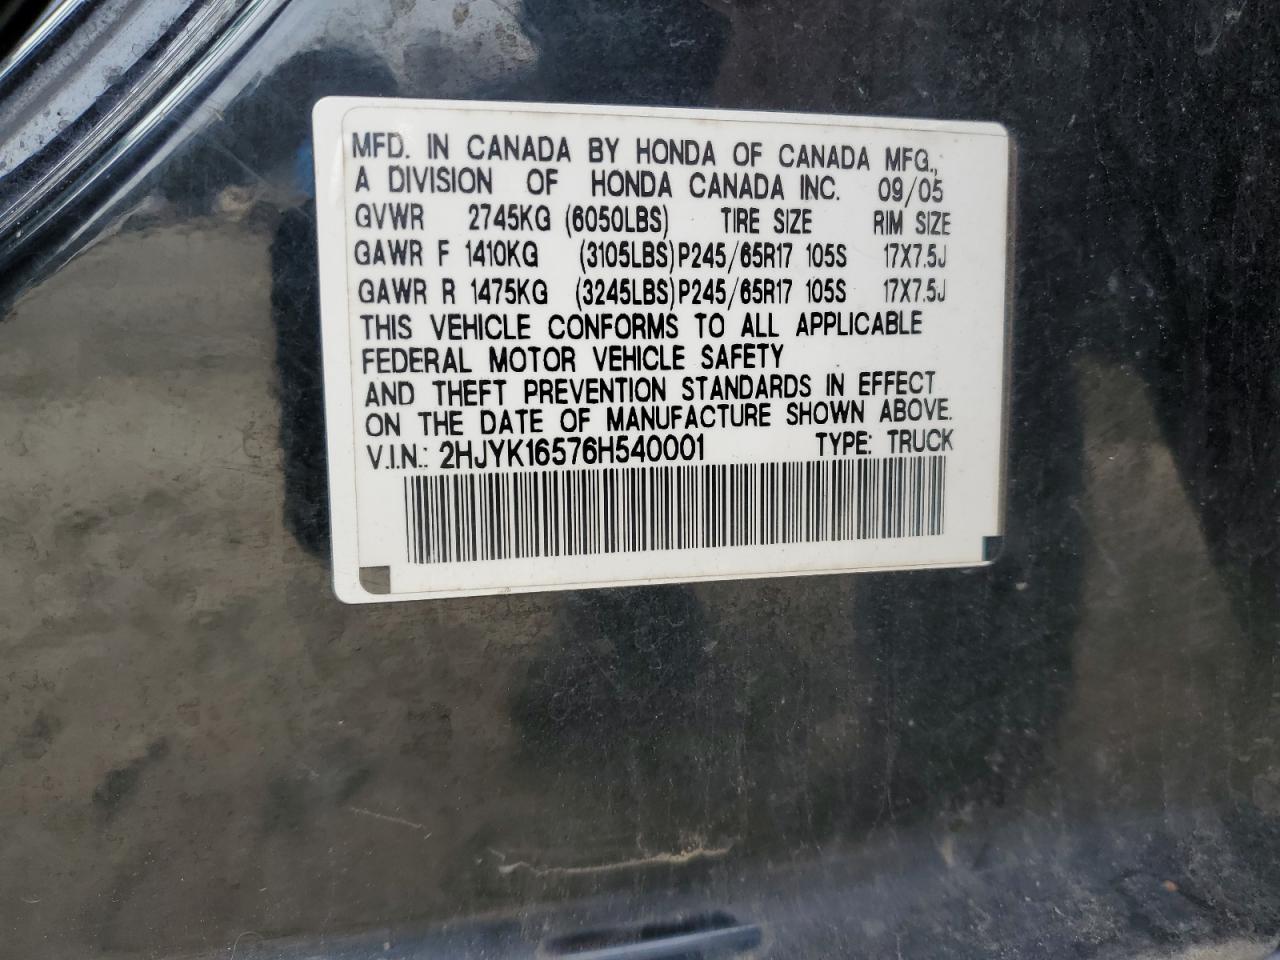 MFD. IN CANADA BY HONDA OF CANADA MFG.,
A DIVISION OF HONDA CANADA INC. 09/05
GVWR 2745KG (6050LBS) TIRE SIZE RIM SIZE
GAWR F 1410KG (3105LBS) P245/65R17 105S 17X7.5J
GAWR R 1475KG (3245LBS) P245/65R17 105S 17X7.5J
THIS VEHICLE CONFORMS TO ALL APPLICABLE
FEDERAL MOTOR VEHICLE SAFETY
AND THEFT PREVENTION STANDARDS IN EFFECT
ON THE DATE OF MANUFACTURE SHOWN ABOVE.
V.I.N.: 2HJYK16576H540001 TYPE: TRUCK